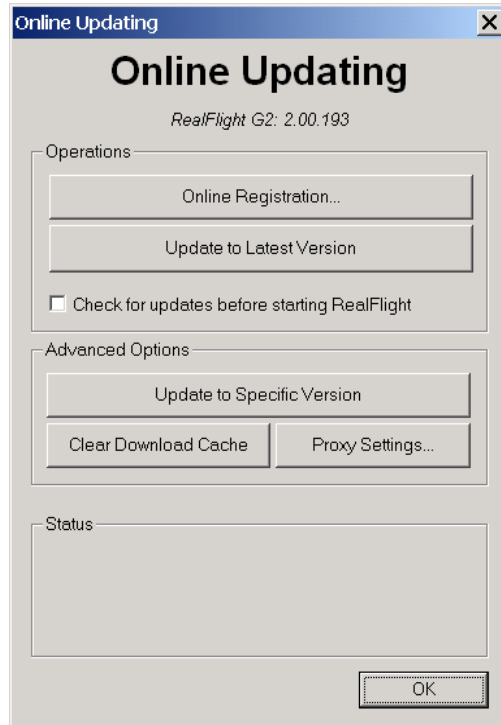 Online Updating
Online Updating
RealFlight G2: 2.00.193
Operations
Online Registration...
Update to Latest Version
Check for updates before starting RealFlight
Advanced Options
Update to Specific Version
Clear Download Cache Proxy Settings...
Status
OK